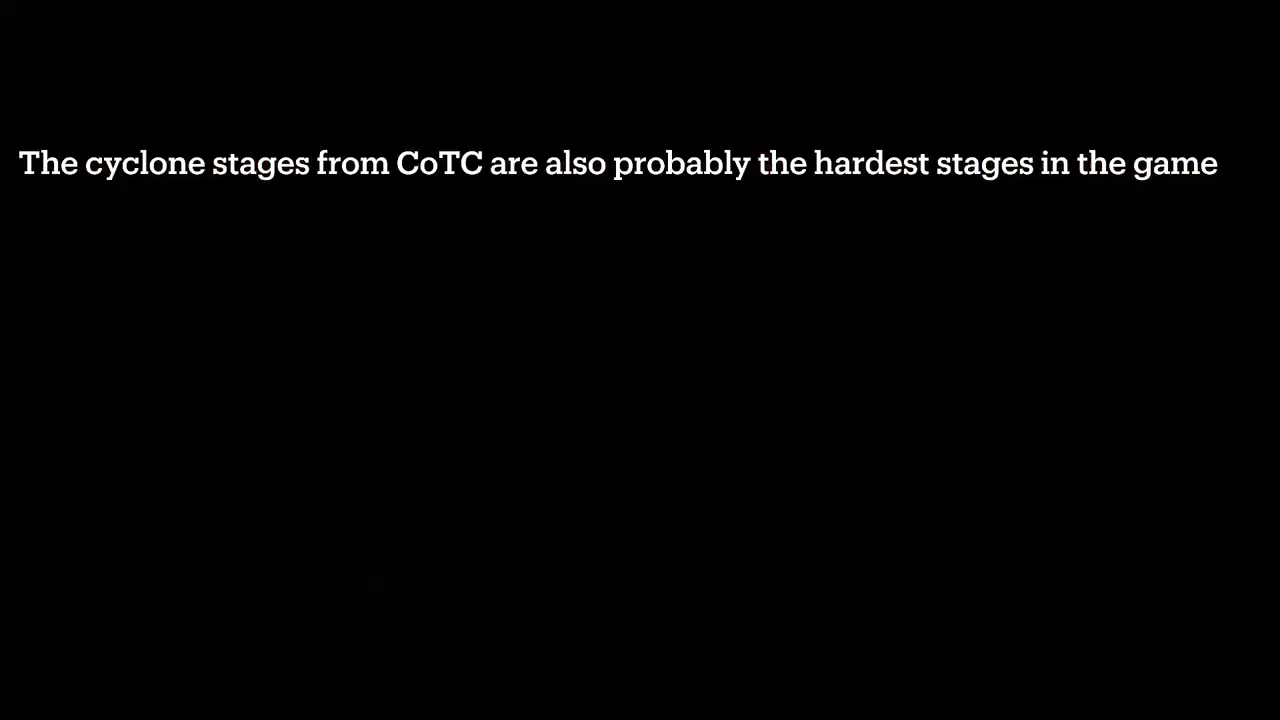 The cyclone stages from CoTC are also probably the hardest stages in the game